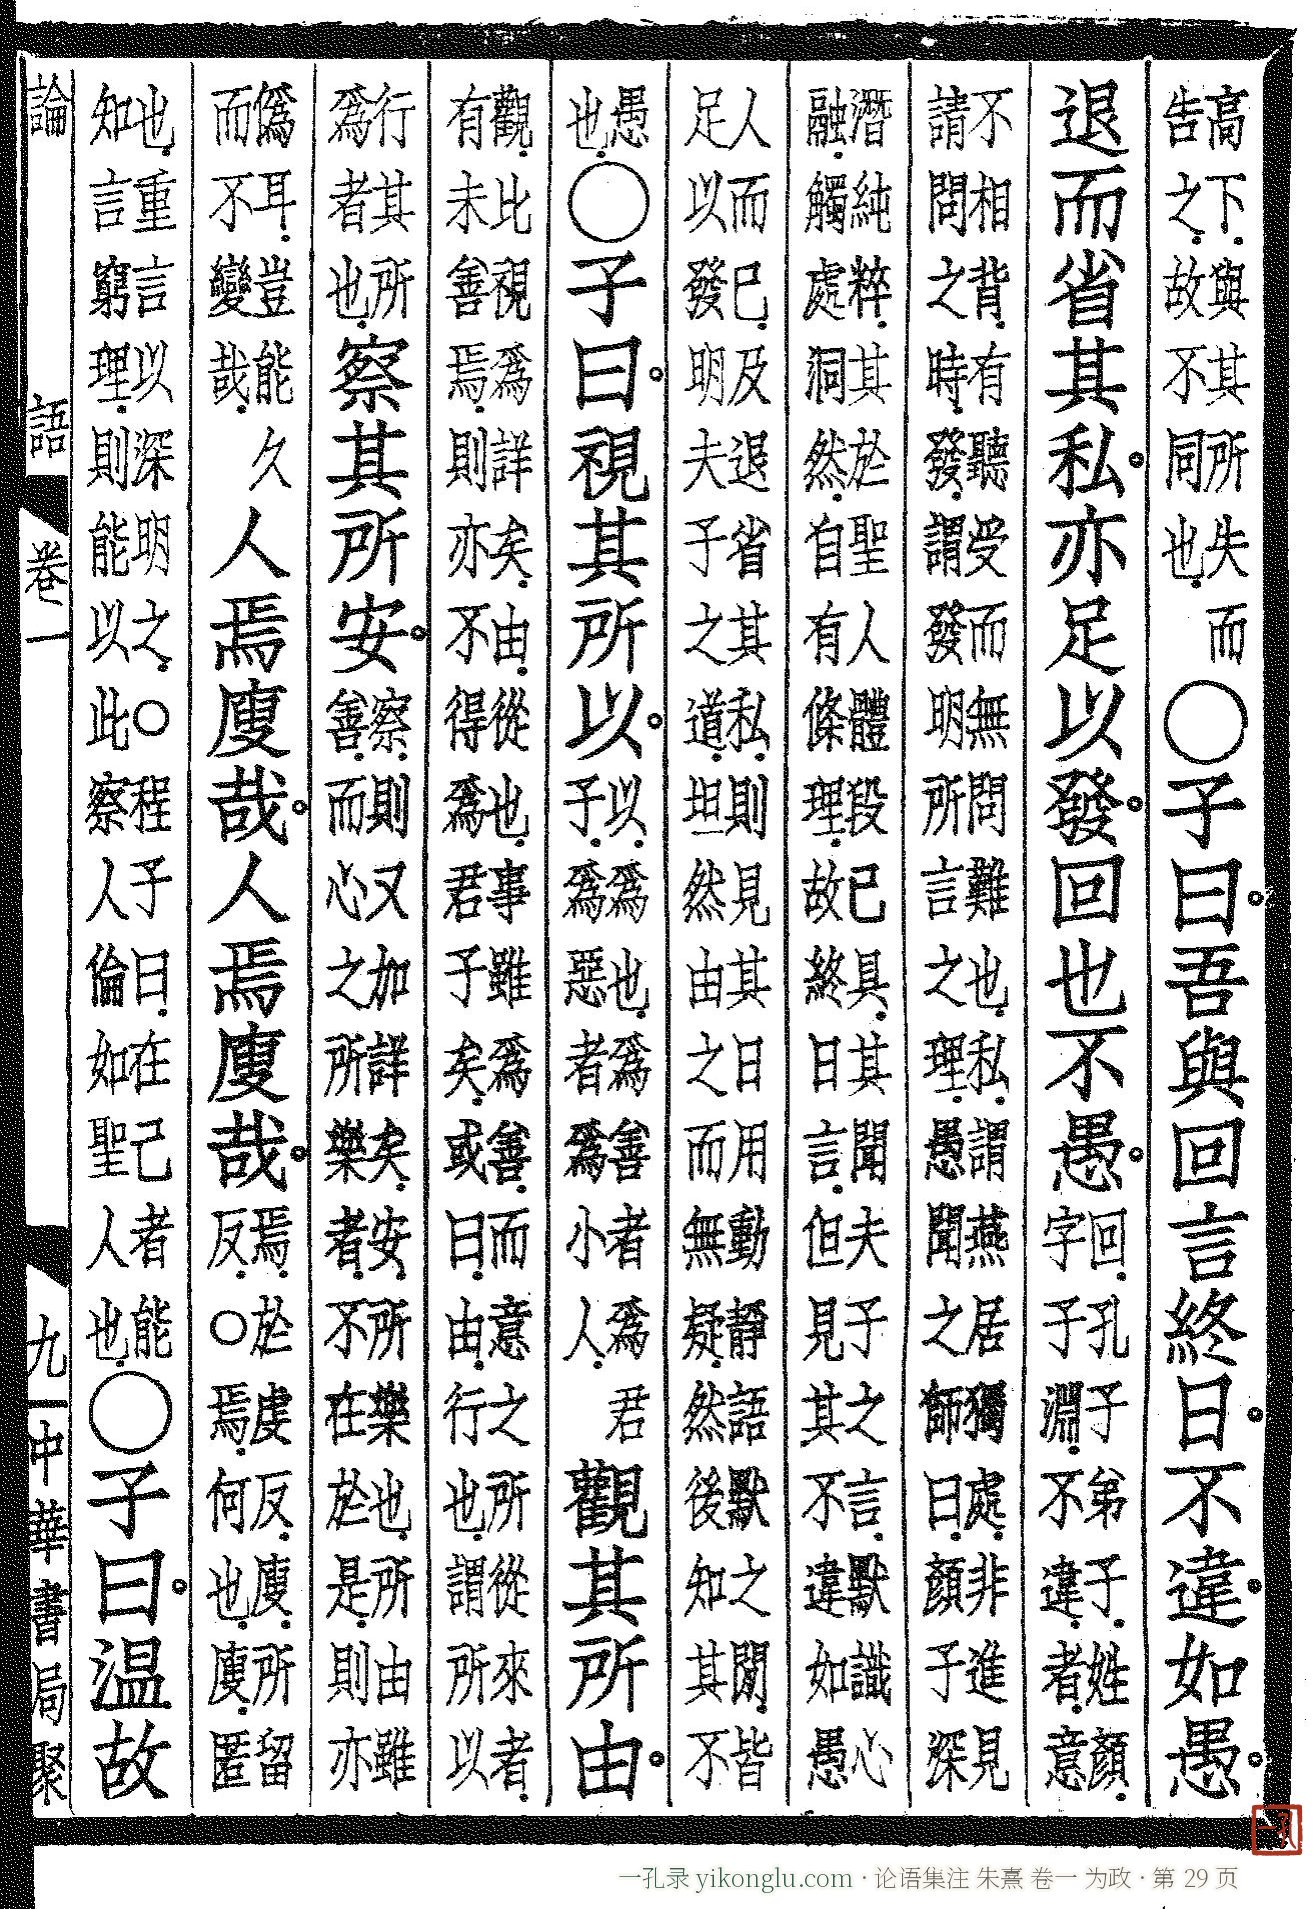 高下。與其所失而告之。故不同也。○子曰。吾與回言終日。不違。如愚。
退而省其私。亦足以發。回也不愚。回。孔子弟子。姓顏。字子淵。不違者。意
不相背。有聽受而無問難也。私。謂燕居獨處。非進見請問之時。發。謂發明所言之理。愚聞之師曰。顏子深
潛純粹。其於聖人體段已具。其聞夫子之言。默識心融。觸處洞然。自有條理。故終日言。但見其不違如愚
人而已。及退省其私。則見其日用動靜語默之閒。皆足以發明夫子之道。坦然由之而無疑。然後知其不
愚也。○子曰。視其所以。以。為也。為善者為君子。為惡者為小人。觀其所由。
觀。比視為詳矣。由。從也。事雖為善。而意之所從來者。有未善焉。則亦不得為君子矣。或曰。由。行也。謂所以
行其所為者也。察其所安。察。則又加詳矣。安。所樂也。所由雖善。而心之所樂者。不在於是。則亦
偽耳。豈能久而不變哉。人焉廋哉。人焉廋哉。焉。於虔反。廋。所留反。○焉。何也。廋。匿
也。重言以深明之。○程子曰。在己者能知言窮理。則能以此察人倫如聖人也。○子曰。溫故
論 語 卷一 九 中華書局聚
一孔录 yikonglu.com · 论语集注 朱熹 卷一 为政 · 第 29 页